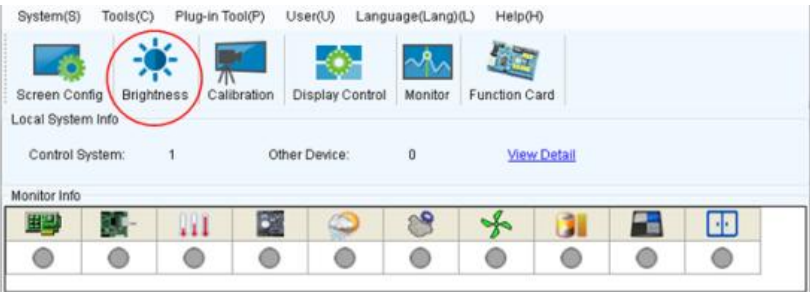 System(S) Tools(C) Plug-in Tool(P) User(U) Language(Lang)(L) Help(H)
Screen Config Brightness Calibration Display Control Monitor Function Card
Local System Info
Control System: 1 Other Device: 0 View Detail
Monitor Info